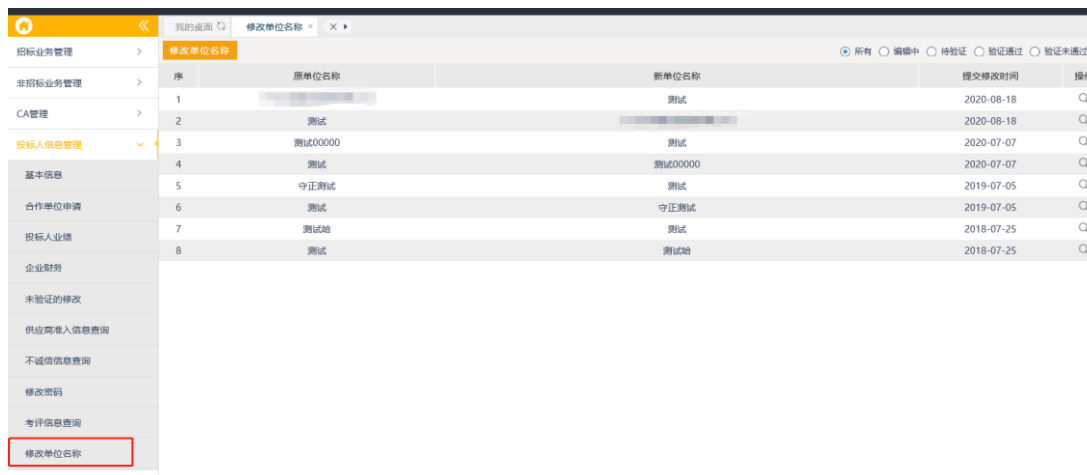 我的桌面 修改单位名称 ×
招标业务管理
非招标业务管理
CA管理
投标人信息管理
基本信息
合作单位申请
投标人业绩
企业财务
未验证的修改
供应商准入信息查询
不诚信信息查询
修改密码
考评信息查询
修改单位名称
修改单位名称 所有 编辑中 待验证 验证通过 验证未通过
序 原单位名称 新单位名称 提交修改时间 操作
1 测试 2020-08-18
2 测试 2020-08-18
3 测试00000 测试 2020-07-07
4 测试 测试00000 2020-07-07
5 守正测试 测试 2019-07-05
6 测试 守正测试 2019-07-05
7 测试哈 测试 2018-07-25
8 测试 测试哈 2018-07-25